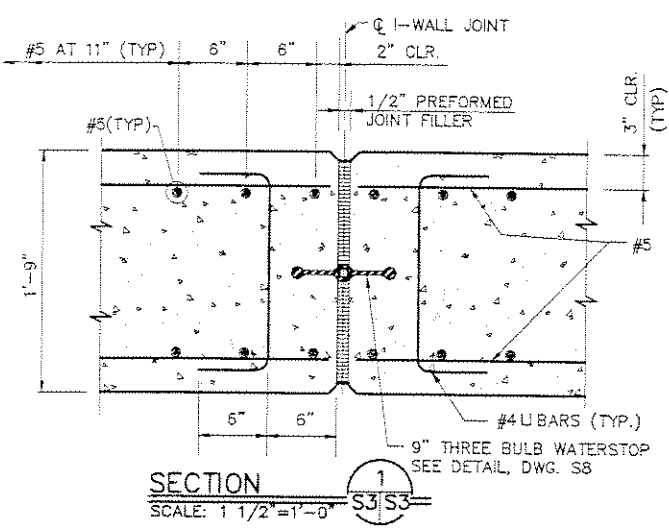 ℄ I-WALL JOINT
#5 AT 11" (TYP)
6"
6"
2" CLR.
1/2" PREFORMED
JOINT FILLER
3" CLR.
(TYP)
#5(TYP)
1'-9"
#5
#4 U BARS (TYP.)
5"
6"
9" THREE BULB WATERSTOP
SEE DETAIL, DWG. S8
SECTION
SCALE: 1 1/2"=1'-0"
1
S3 S3